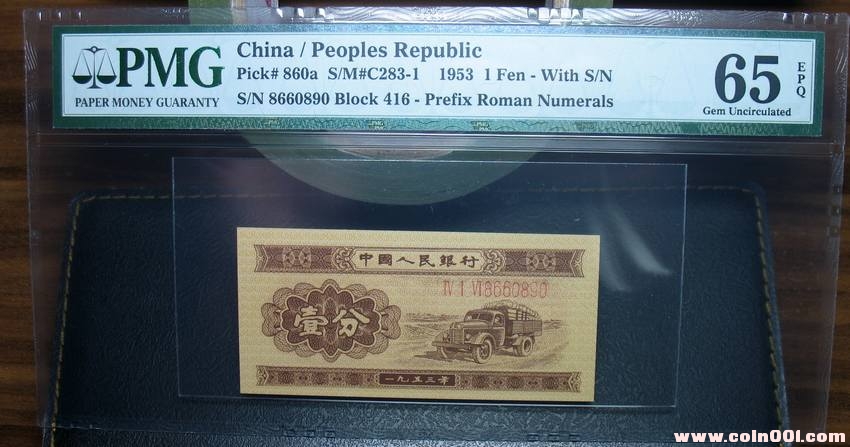 PMG
PAPER MONEY GUARANTY
China / Peoples Republic
Pick# 860a S/M#C283-1 1953 1 Fen - With S/N
S/N 8660890 Block 416 - Prefix Roman Numerals
65
EPQ
Gem Uncirculated
中國人民銀行
IV I VI 8660890
壹分
一九五三年
www.coin001.com